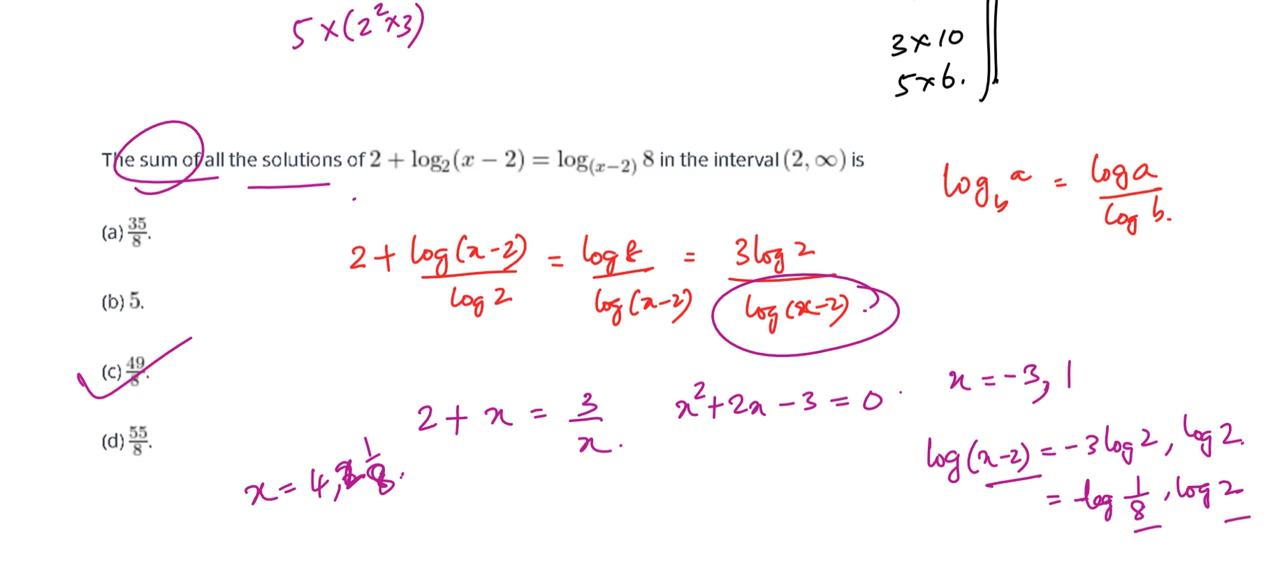 5×(2²×3)
3×10
5×6.
The sum of all the solutions of 2 + log₂(x − 2) = log₍ₓ₋₂₎ 8 in the interval (2, ∞) is
log_b a = log a / log b.
(a) 35/8.
2 + log(x-2) / log 2 = log 8 / log(x-2) = 3 log 2 / log(x-2)
(b) 5.
(c) 49/8.
2 + x = 3/x.
x²+2x-3=0
x = -3, 1
(d) 55/8.
log(x-2) = -3 log 2, log 2.
= log 1/8, log 2
x = 4, 1/8.